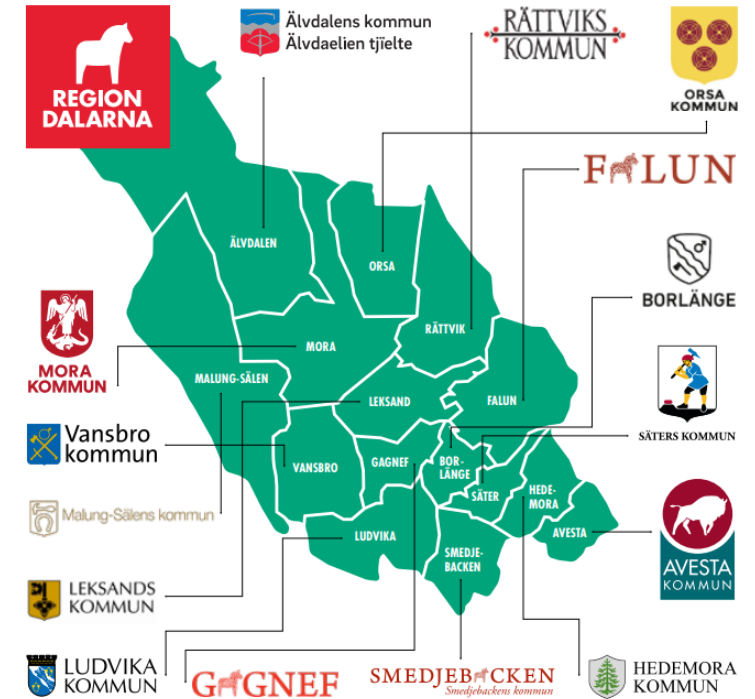 REGION
DALARNA
Älvdalens kommun
Älvdaelien tjielte
RÄTTVIKS
KOMMUN
ORSA
KOMMUN
FALUN
BORLÄNGE
SÄTERS KOMMUN
AVESTA
KOMMUN
MORA
KOMMUN
Vansbro
kommun
Malung-Sälens kommun
LEKSANDS
KOMMUN
LUDVIKA
KOMMUN
GAGNEF
SMEDJEBACKEN
Smedjebackens kommun
HEDEMORA
KOMMUN
ÄLVDALEN
ORSA
RÄTTVIK
MORA
MALUNG-SÄLEN
LEKSAND
FALUN
VANSBRO
GAGNEF
BOR-
LÄNGE
SÄTER
HEDE-
MORA
AVESTA
LUDVIKA
SMEDJE-
BACKEN